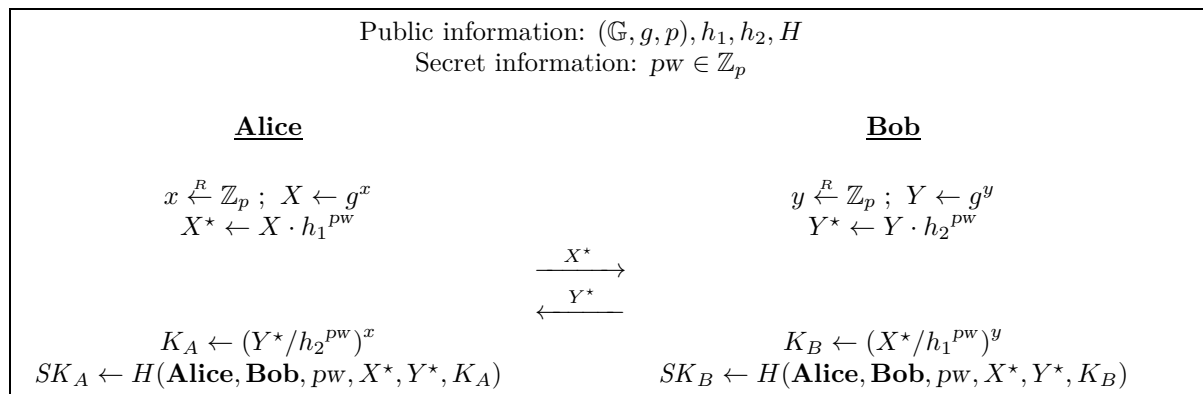 Public information: (𝔾, g, p), h₁, h₂, H
Secret information: pw ∈ ℤₚ
Alice Bob
x ←ᴿ ℤₚ ; X ← gˣ y ←ᴿ ℤₚ ; Y ← gʸ
X⋆ ← X · h₁ᵖʷ Y⋆ ← Y · h₂ᵖʷ
X⋆
Y⋆
K_A ← (Y⋆/h₂ᵖʷ)ˣ K_B ← (X⋆/h₁ᵖʷ)ʸ
SK_A ← H(Alice, Bob, pw, X⋆, Y⋆, K_A) SK_B ← H(Alice, Bob, pw, X⋆, Y⋆, K_B)